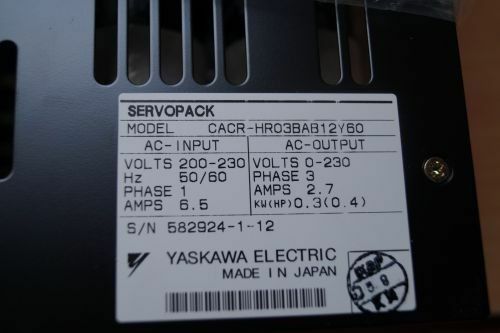 SERVOPACK
MODEL CACR-HR03BAB12Y60
AC-INPUT AC-OUTPUT
VOLTS 200-230 VOLTS 0-230
Hz 50/60 PHASE 3
PHASE 1 AMPS 2.7
AMPS 6.5 KW(HP) 0.3(0.4)
S/N 582924-1-12
YASKAWA ELECTRIC
MADE IN JAPAN